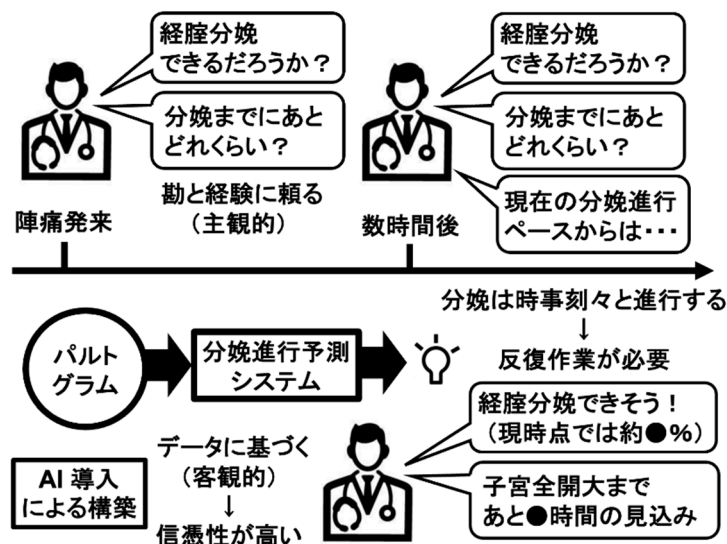 経腟分娩
できるだろうか？
分娩までにあと
どれくらい？
勘と経験に頼る
（主観的）
陣痛発来
経腟分娩
できるだろうか？
分娩までにあと
どれくらい？
現在の分娩進行
ペースからは・・・
数時間後
分娩は時事刻々と進行する
↓
反復作業が必要
パルト
グラム
分娩進行予測
システム
AI 導入
による構築
データに基づく
（客観的）
↓
信憑性が高い
経腟分娩できそう！
（現時点では約●%）
子宮全開大まで
あと●時間の見込み